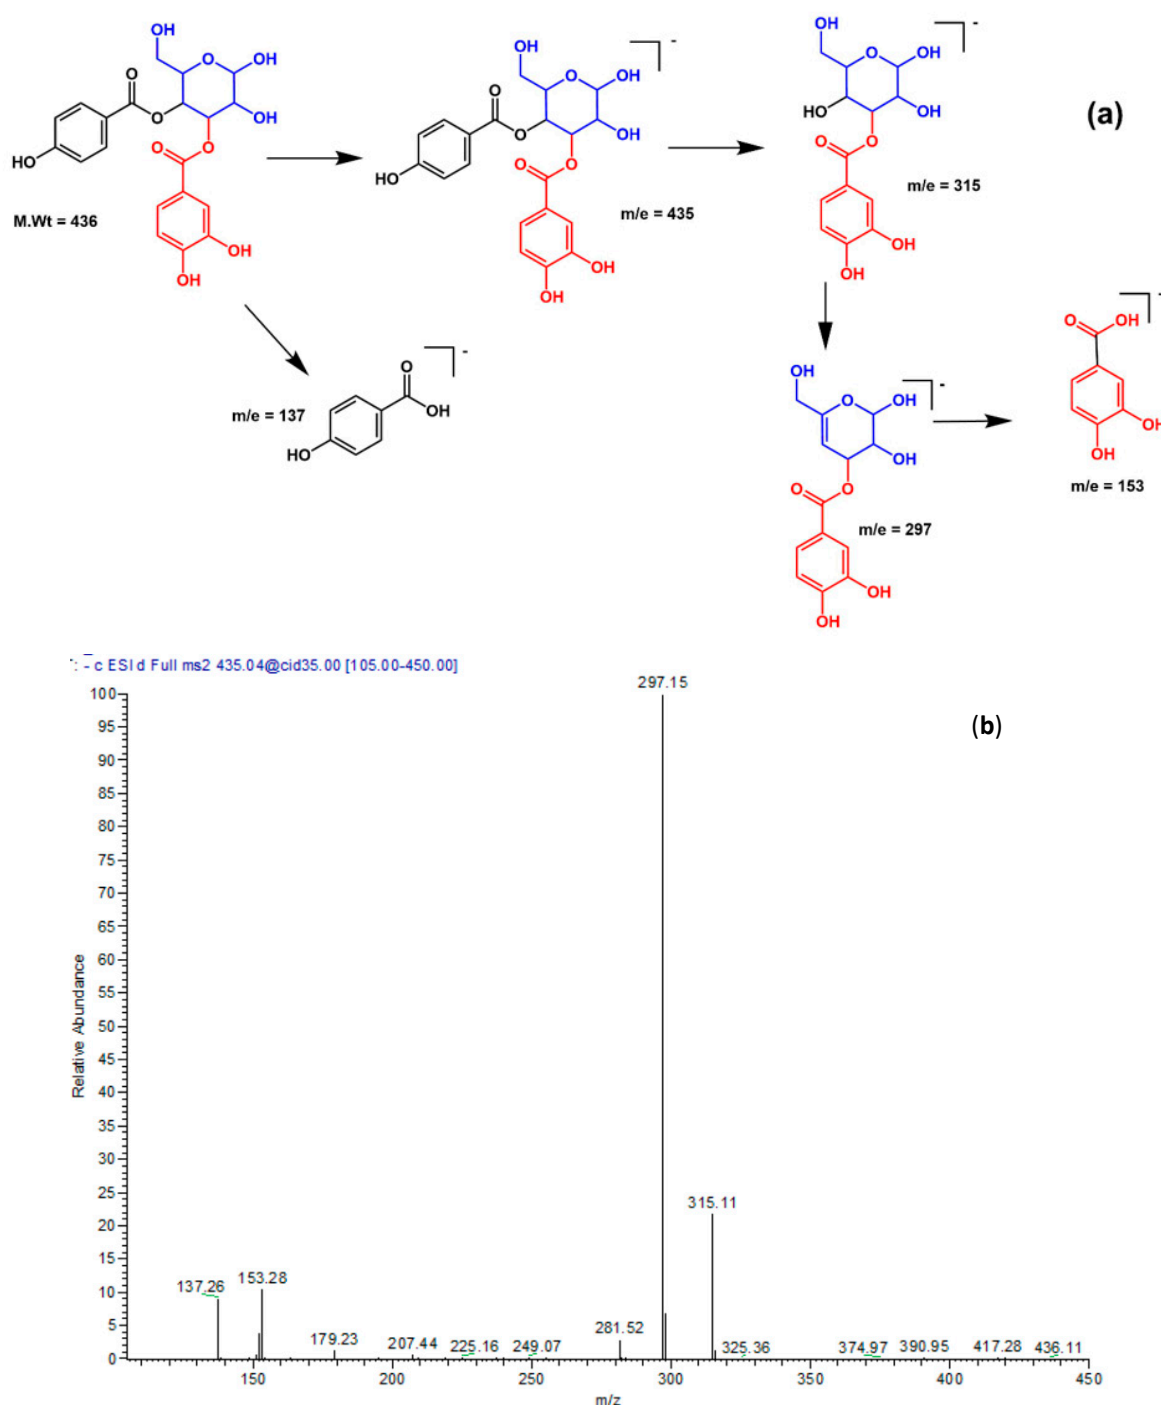 (a)
OH
HO
O
OH
O
O
OH
O
O
HO
OH
OH
M.Wt = 436
OH
-
O
OH
O
O
OH
O
O
HO
OH
OH
m/e = 435
HO
-
O
OH
HO
OH
O
O
OH
OH
m/e = 315
-
O
OH
HO
m/e = 137
OH
-
O
OH
OH
O
O
OH
OH
m/e = 297
-
O
OH
OH
OH
m/e = 153
(b)
- c ESI d Full ms2 435.04@cid35.00 [105.00-450.00]
Relative Abundance
100
95
90
85
80
75
70
65
60
55
50
45
40
35
30
25
20
15
10
5
0
137.26
153.28
179.23
207.44
225.16
249.07
281.52
297.15
315.11
325.36
374.97
390.95
417.28
436.11
150
200
250
300
350
400
450
m/z